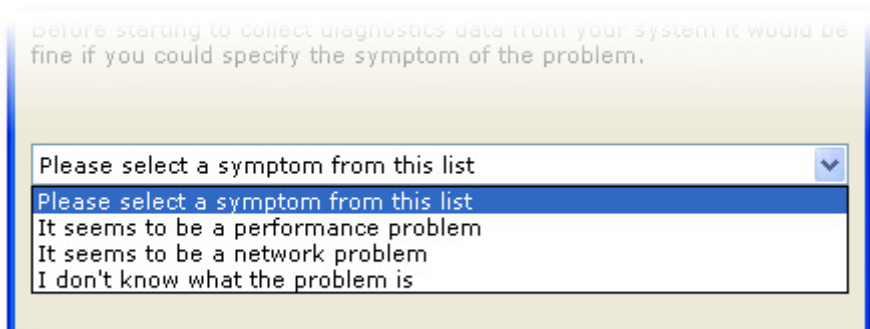 Before starting to collect diagnostics data from your system it would be
fine if you could specify the symptom of the problem.
Please select a symptom from this list
Please select a symptom from this list
It seems to be a performance problem
It seems to be a network problem
I don't know what the problem is